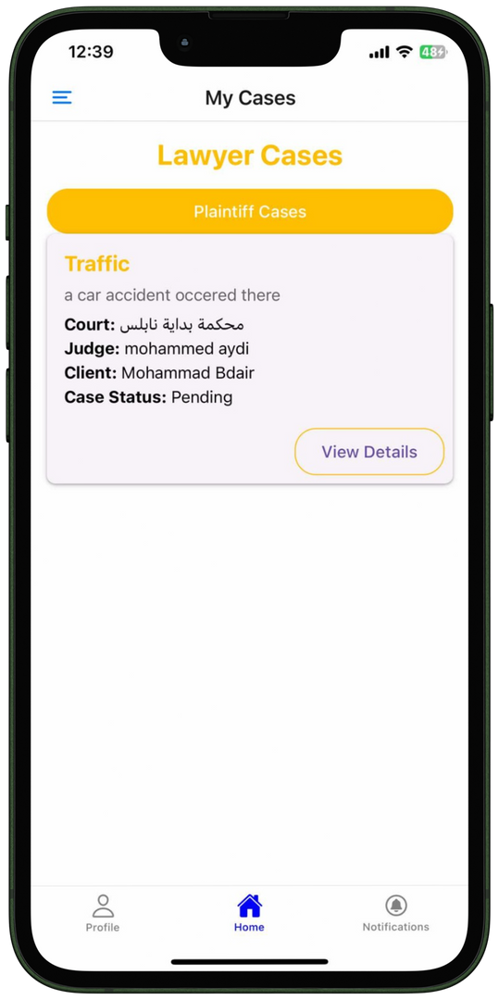 12:39
48
My Cases
Lawyer Cases
Plaintiff Cases
Traffic
a car accident occered there
Court: محكمة بداية نابلس
Judge: mohammed aydi
Client: Mohammad Bdair
Case Status: Pending
View Details
Profile
Home
Notifications